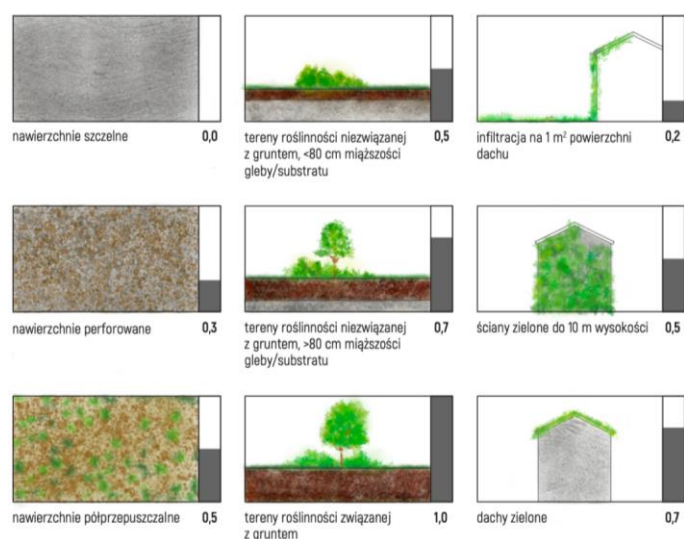 nawierzchnie szczelne 0,0
tereny roślinności niezwiązanej 0,5
z gruntem, <80 cm miąższości
gleby/substratu
infiltracja na 1 m² powierzchni 0,2
dachu
nawierzchnie perforowane 0,3
tereny roślinności niezwiązanej 0,7
z gruntem, >80 cm miąższości
gleby/substratu
ściany zielone do 10 m wysokości 0,5
nawierzchnie półprzepuszczalne 0,5
tereny roślinności związanej 1,0
z gruntem
dachy zielone 0,7